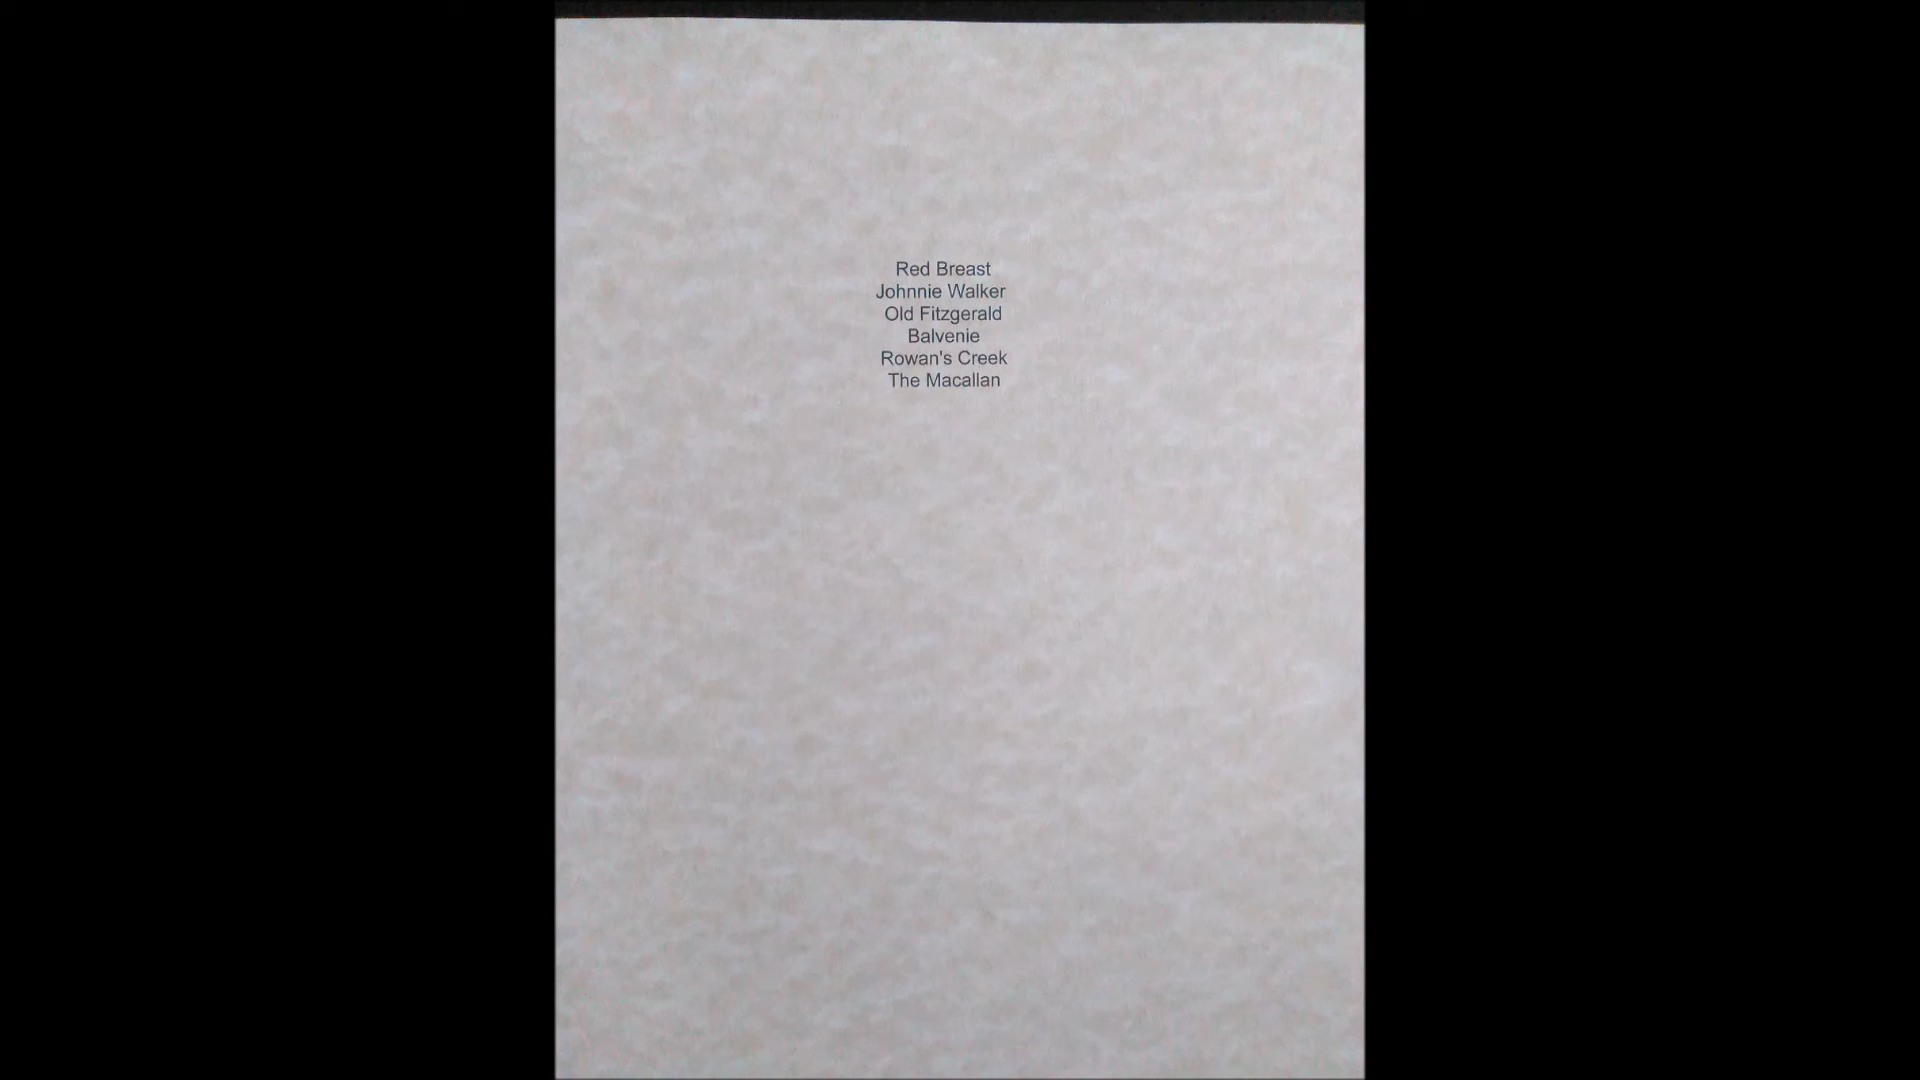 Red Breast
Johnnie Walker
Old Fitzgerald
Balvenie
Rowan's Creek
The Macallan